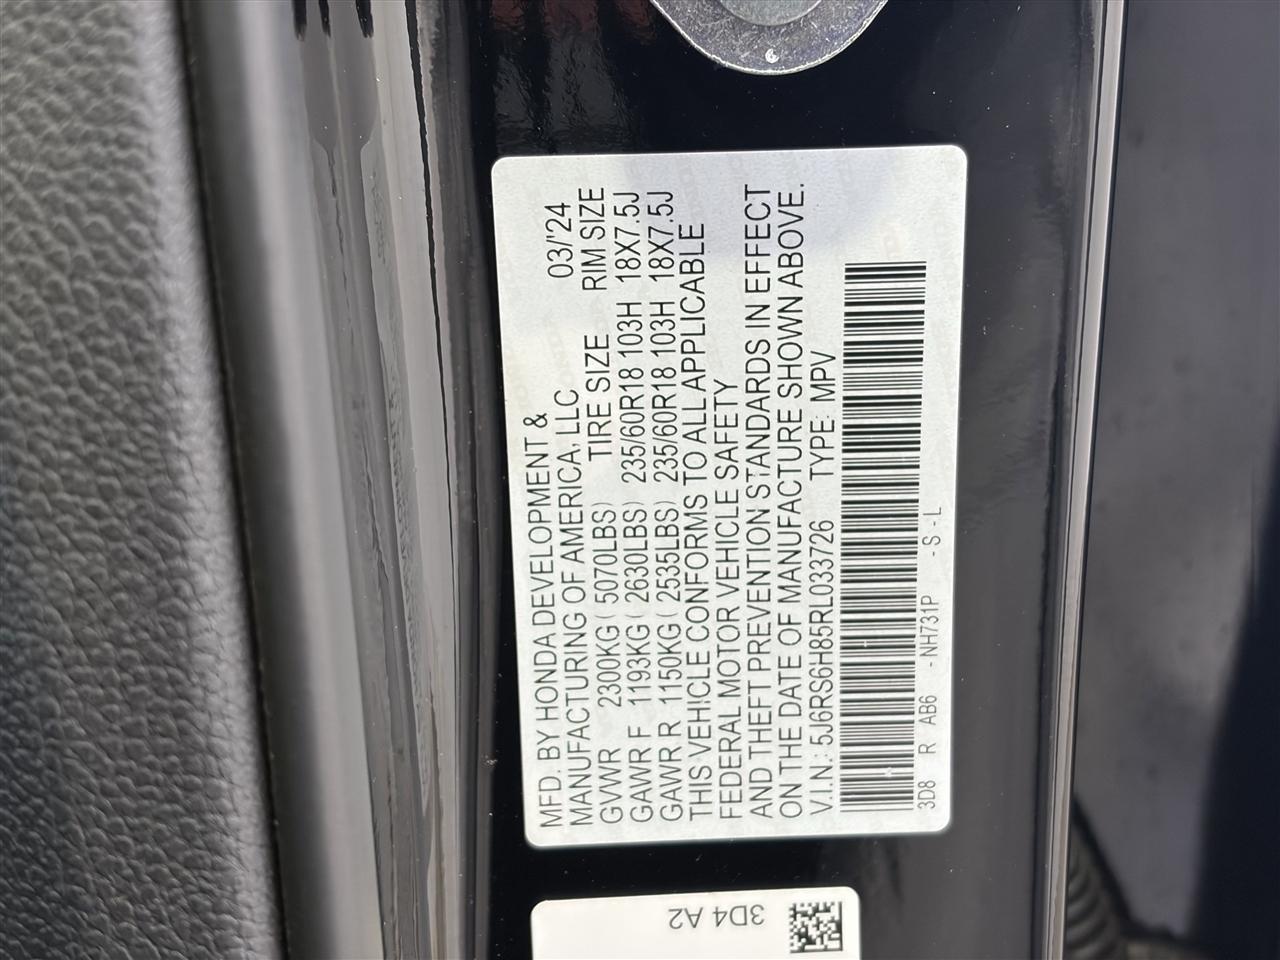 MFD. BY HONDA DEVELOPMENT &
MANUFACTURING OF AMERICA, LLC 03/'24
GVWR 2300KG ( 5070LBS) TIRE SIZE RIM SIZE
GAWR F 1193KG ( 2630LBS) 235/60R18 103H 18X7.5J
GAWR R 1150KG ( 2535LBS) 235/60R18 103H 18X7.5J
THIS VEHICLE CONFORMS TO ALL APPLICABLE
FEDERAL MOTOR VEHICLE SAFETY
AND THEFT PREVENTION STANDARDS IN EFFECT
ON THE DATE OF MANUFACTURE SHOWN ABOVE.
V.I.N.: 5J6RS6H85RL033726 TYPE: MPV
3D8 R AB6 - NH731P - S - L
3D4 A2